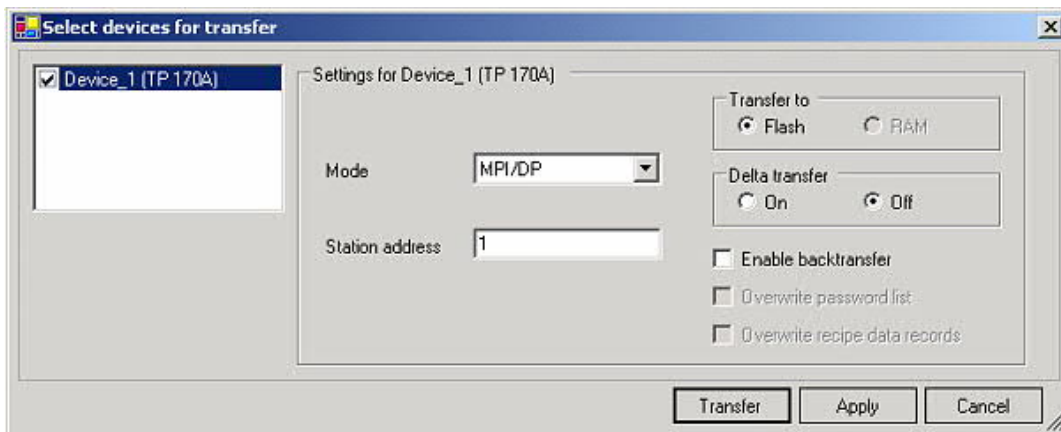 Select devices for transfer
Device_1 (TP 170A)
Settings for Device_1 (TP 170A)
Transfer to
Flash RAM
Mode MPI/DP
Delta transfer
On Off
Station address 1
Enable backtransfer
Overwrite password list
Overwrite recipe data records
Transfer Apply Cancel